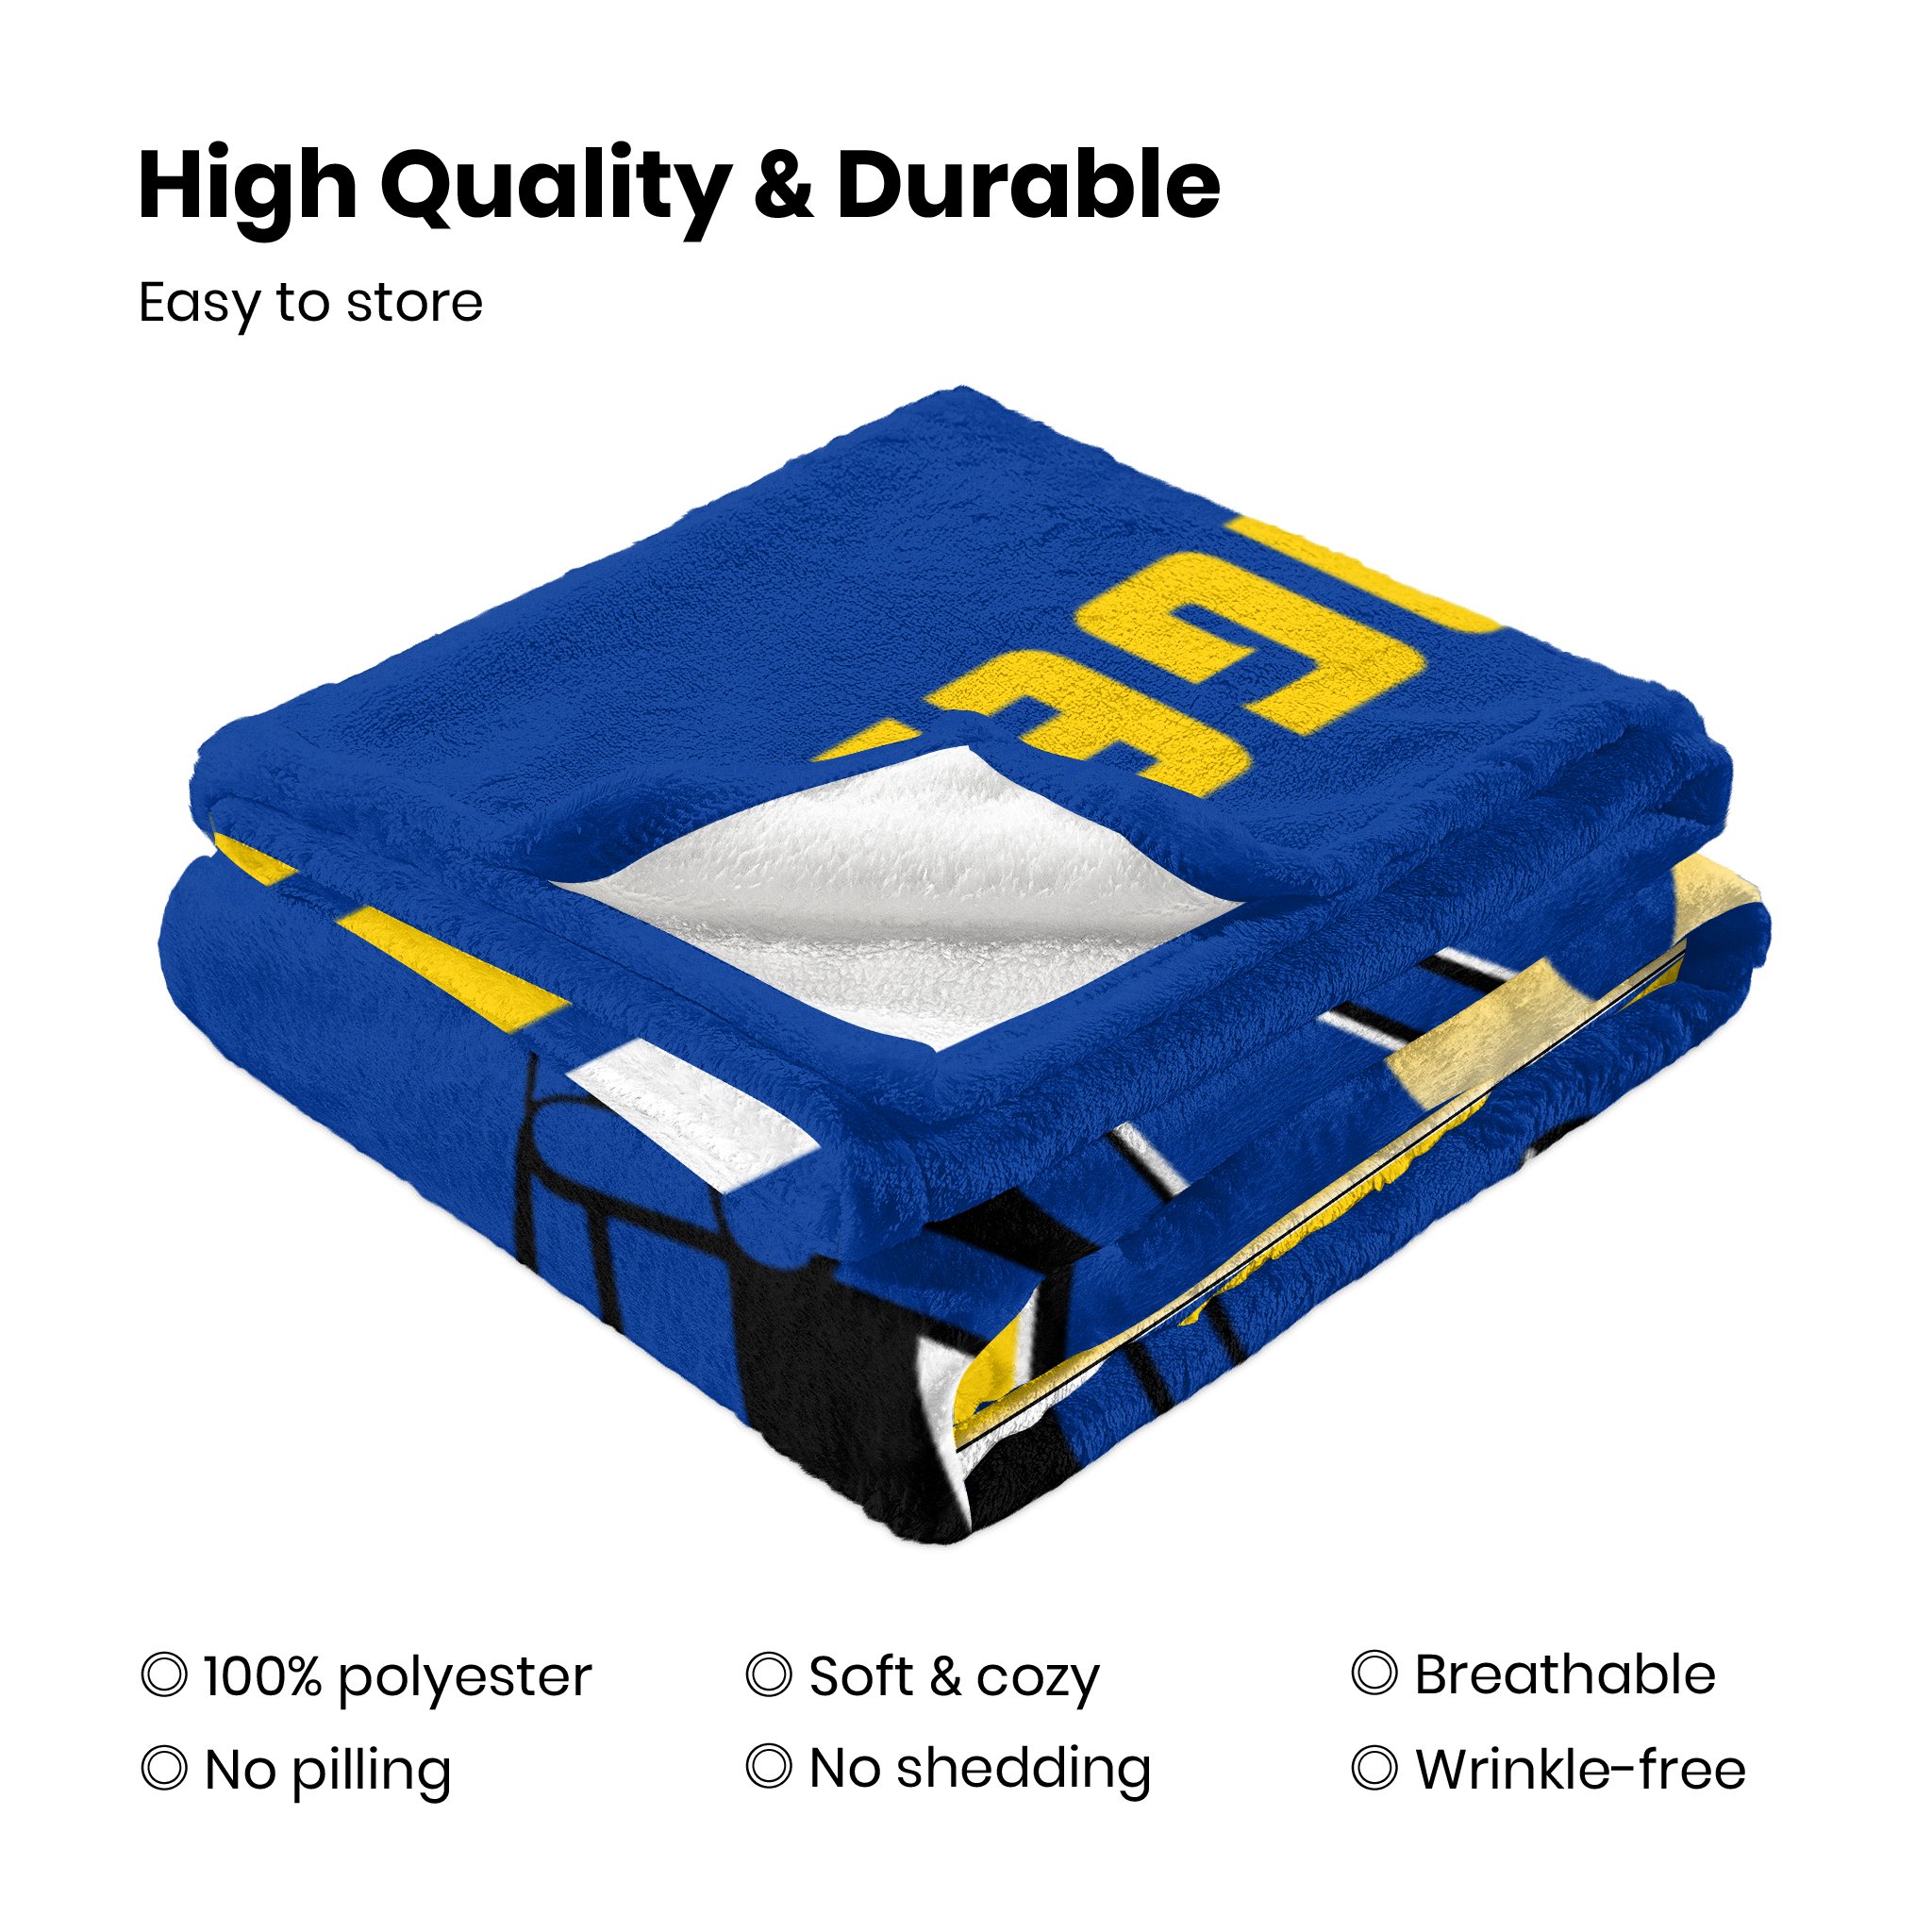 High Quality & Durable
Easy to store
100% polyester
Soft & cozy
Breathable
No pilling
No shedding
Wrinkle-free